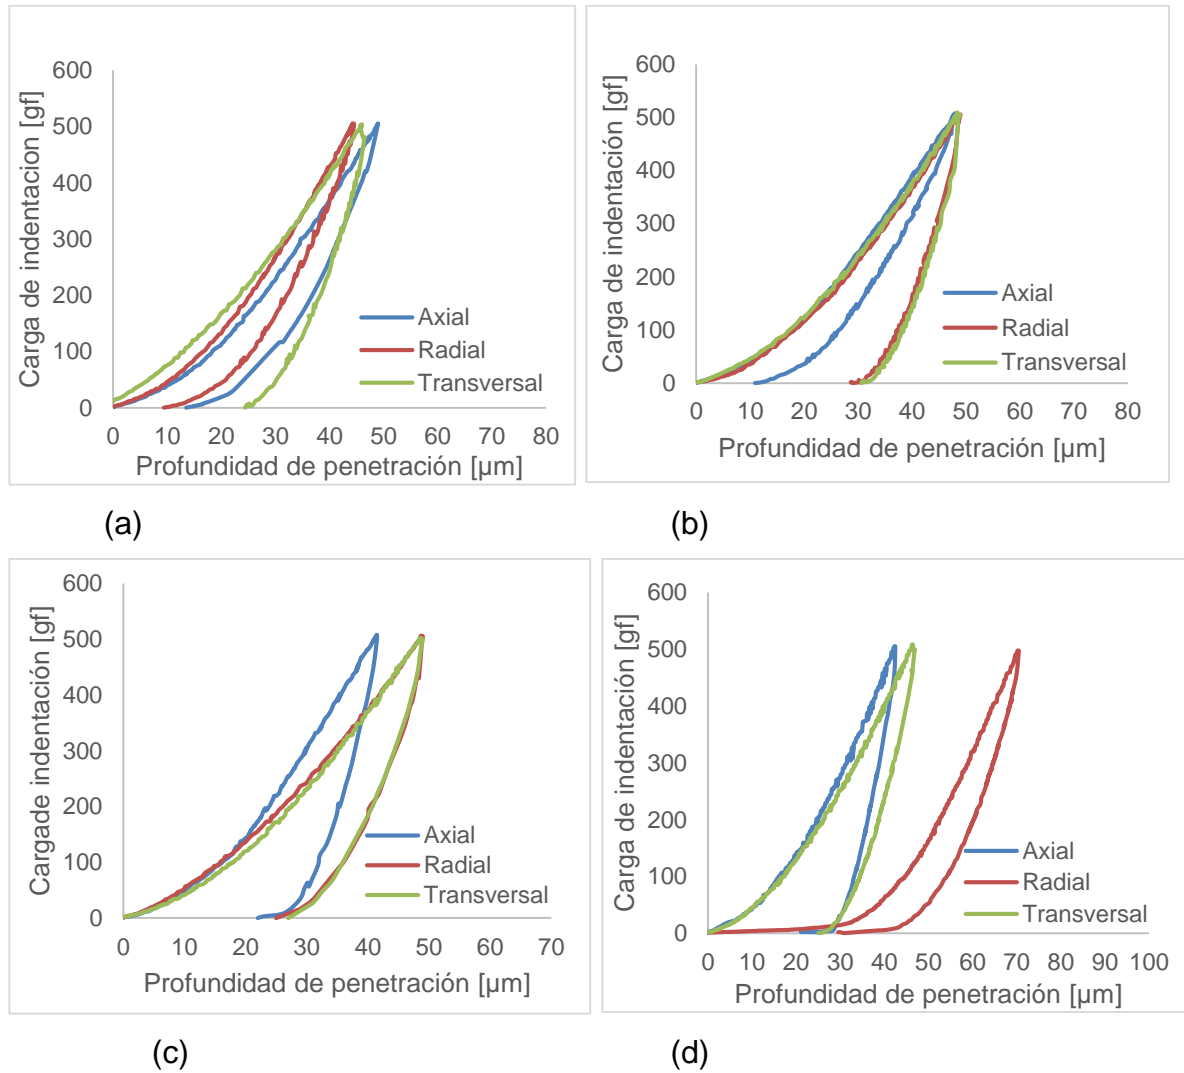 600
500
400
300
200
100
0
Carga de indentacion [gf]
0 10 20 30 40 50 60 70 80
Profundidad de penetración [µm]
Axial
Radial
Transversal
(a)
600
500
400
300
200
100
0
Carga de indentación [gf]
0 10 20 30 40 50 60 70 80
Profundidad de penetración [µm]
Axial
Radial
Transversal
(b)
600
500
400
300
200
100
0
Cargade indentación [gf]
0 10 20 30 40 50 60 70
Profundidad de penetración [µm]
Axial
Radial
Transversal
(c)
600
500
400
300
200
100
0
Carga de indentación [gf]
0 10 20 30 40 50 60 70 80 90 100
Profundidad de penetración [µm]
Axial
Radial
Transversal
(d)